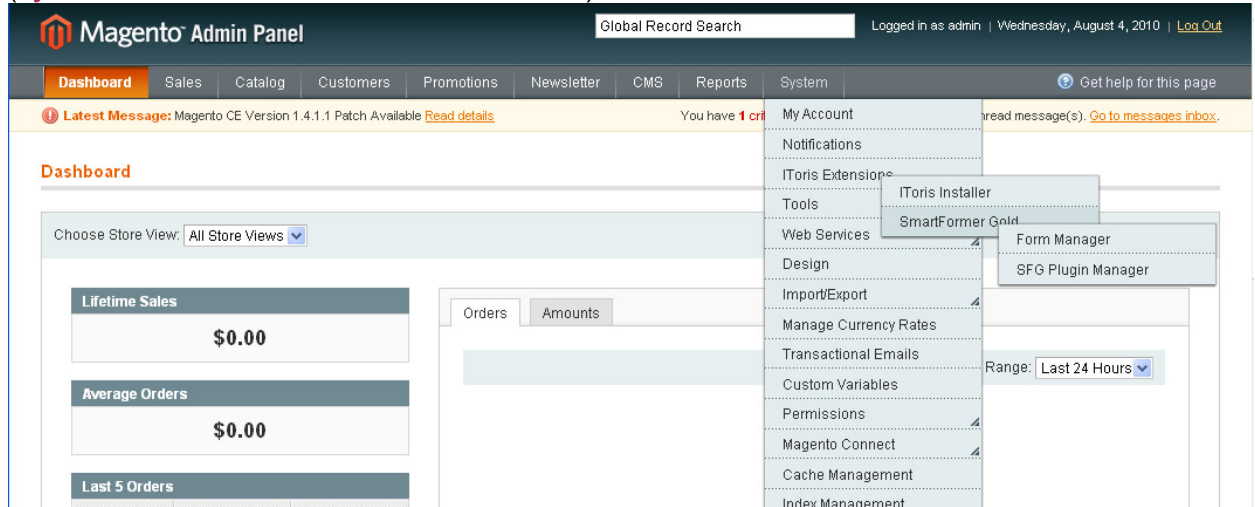 Magento Admin Panel
Global Record Search
Logged in as admin | Wednesday, August 4, 2010 | Log Out
Dashboard Sales Catalog Customers Promotions Newsletter CMS Reports System Get help for this page
Latest Message: Magento CE Version 1.4.1.1 Patch Available Read details You have 1 message(s). Go to messages inbox.
My Account
Notifications
Dashboard
IToris Extensions
IToris Installer
Tools
SmartFormer Gold
Choose Store View: All Store Views
Web Services
Form Manager
Design
SFG Plugin Manager
Lifetime Sales
Import/Export
Orders Amounts
$0.00
Manage Currency Rates
Transactional Emails
Range: Last 24 Hours
Average Orders
Custom Variables
Permissions
$0.00
Magento Connect
Cache Management
Last 5 Orders
Index Management